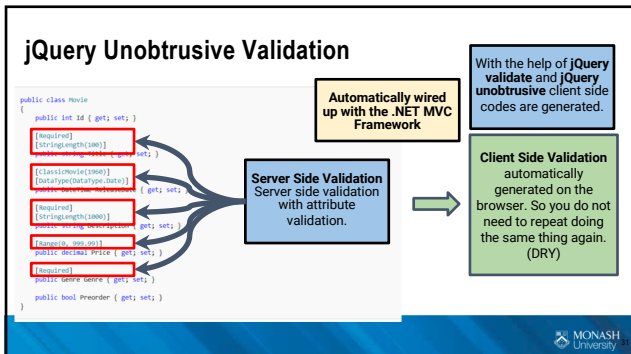 jQuery Unobtrusive Validation
public class Movie
{
public int Id { get; set; }
[Required]
[StringLength(100)]
public string Title { get; set; }
[ClassicMovie(1960)]
[DataType(DataType.Date)]
public DateTime ReleaseDate { get; set; }
[Required]
[StringLength(1000)]
public string Description { get; set; }
[Range(0, 999.99)]
public decimal Price { get; set; }
[Required]
public Genre Genre { get; set; }
public bool Preorder { get; set; }
}
Server Side Validation
Server side validation
with attribute
validation.
Automatically wired
up with the .NET MVC
Framework
With the help of jQuery
validate and jQuery
unobtrusive client side
codes are generated.
Client Side Validation
automatically
generated on the
browser. So you do not
need to repeat doing
the same thing again.
(DRY)
MONASH
University
31